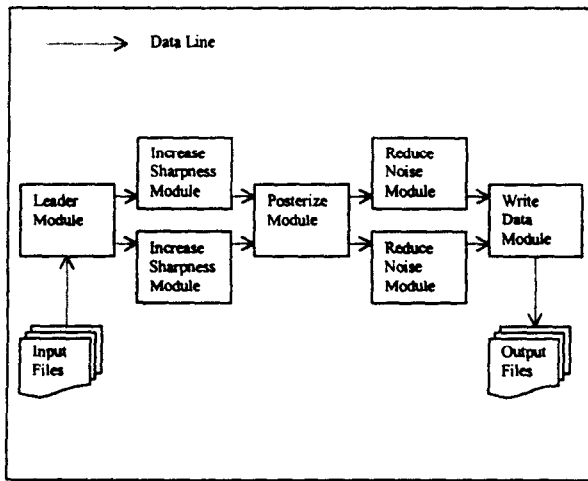 Data Line
Increase
Sharpness
Module
Reduce
Noise
Module
Leader
Module
Posterize
Module
Write
Data
Module
Increase
Sharpness
Module
Reduce
Noise
Module
Input
Files
Output
Files